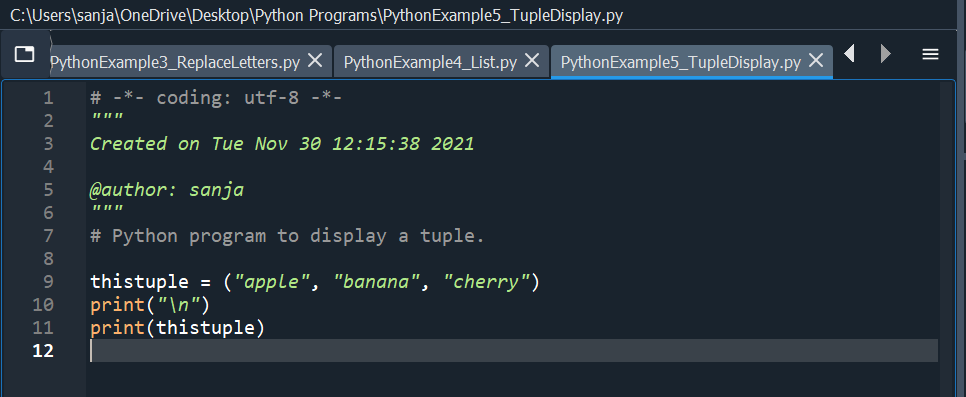 C:\Users\sanja\OneDrive\Desktop\Python Programs\PythonExample5_TupleDisplay.py
PythonExample3_ReplaceLetters.py PythonExample4_List.py PythonExample5_TupleDisplay.py
1 # -*- coding: utf-8 -*-
2 """
3 Created on Tue Nov 30 12:15:38 2021
4
5 @author: sanja
6 """
7 # Python program to display a tuple.
8
9 thistuple = ("apple", "banana", "cherry")
10 print("\n")
11 print(thistuple)
12